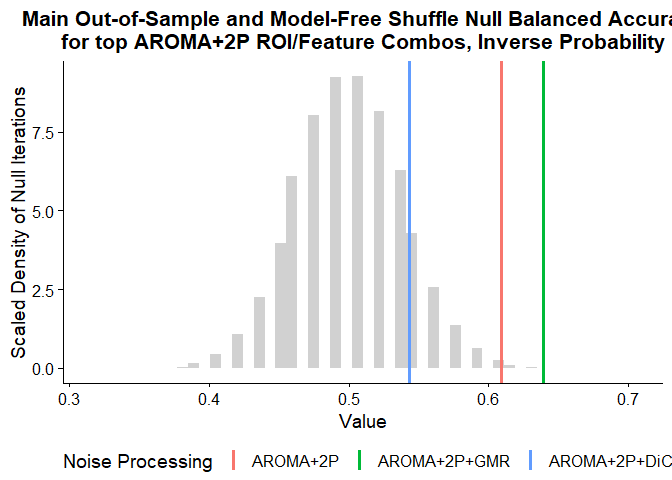 Main Out-of-Sample and Model-Free Shuffle Null Balanced Accura
for top AROMA+2P ROI/Feature Combos, Inverse Probability
Scaled Density of Null Iterations
7.5
5.0
2.5
0.0
0.3 0.4 0.5 0.6 0.7
Value
Noise Processing AROMA+2P AROMA+2P+GMR AROMA+2P+DiC